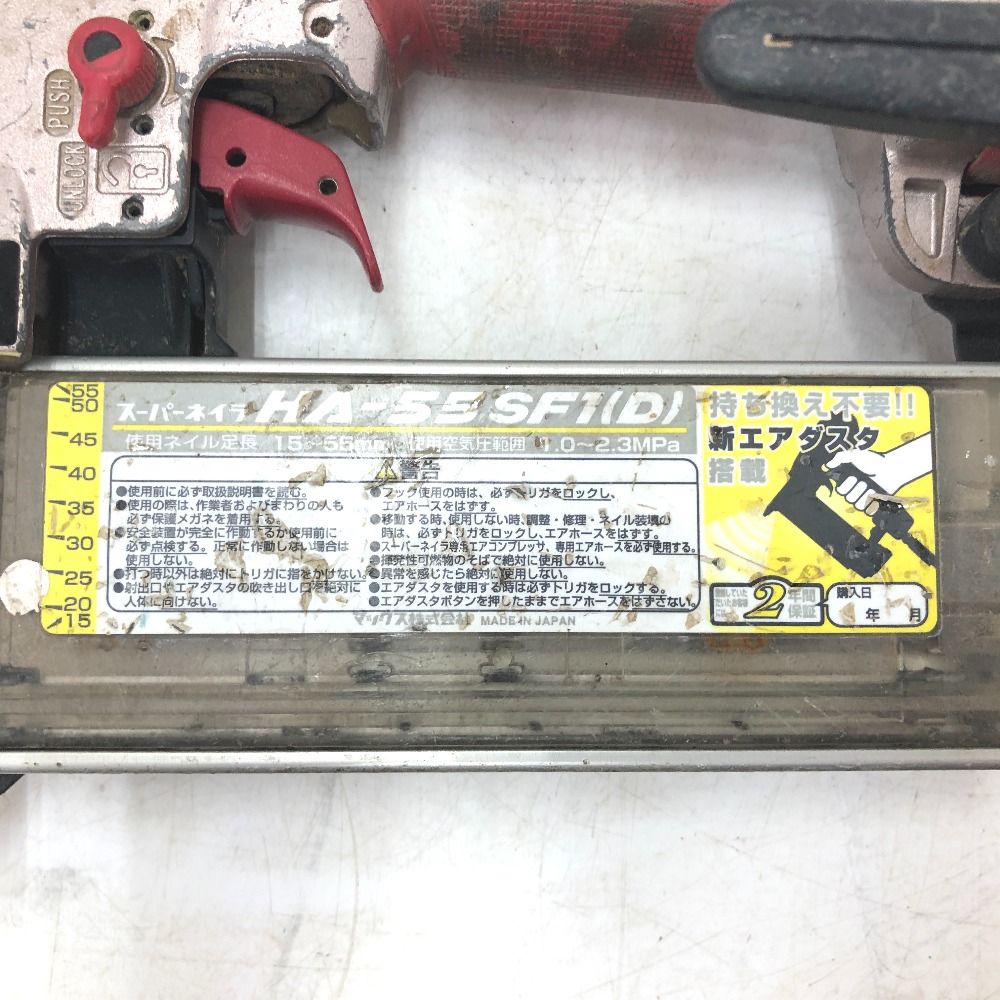 PUSH
UNLOCK
55
50
45
40
35
30
25
20
15
スーパーネイラ HA-55SF1(D)
使用ネイル足長 15～55mm 使用空気圧範囲 1.0～2.3MPa
警告
●使用前に必ず取扱説明書を読む。
●使用の際は、作業者およびまわりの人も
必ず保護メガネを着用する。
●安全装置が完全に作動するか使用前に
必ず点検する。正常に作動しない場合は
使用しない。
●打つ時以外は絶対にトリガに指をかけない。
●射出口やエアダスタの吹き出し口を絶対に
人体に向けない。
●フック使用の時は、必ずトリガをロックし、
エアホースをはずす。
●移動する時、使用しない時、調整・修理・ネイル装填の
時は、必ずトリガをロックし、エアホースをはずす。
●スーパーネイラ専用エアコンプレッサ、専用エアホースを必ず使用する。
●揮発性可燃物のそばで絶対に使用しない。
●異常を感じたら絶対に使用しない。
●エアダスタを使用する時は必ずトリガをロックする。
●エアダスタボタンを押したままでエアホースをはずさない。
マックス株式会社 MADE IN JAPAN
持ち換え不要!!
新エアダスタ
搭載
2年間
保証
購入日
年 月